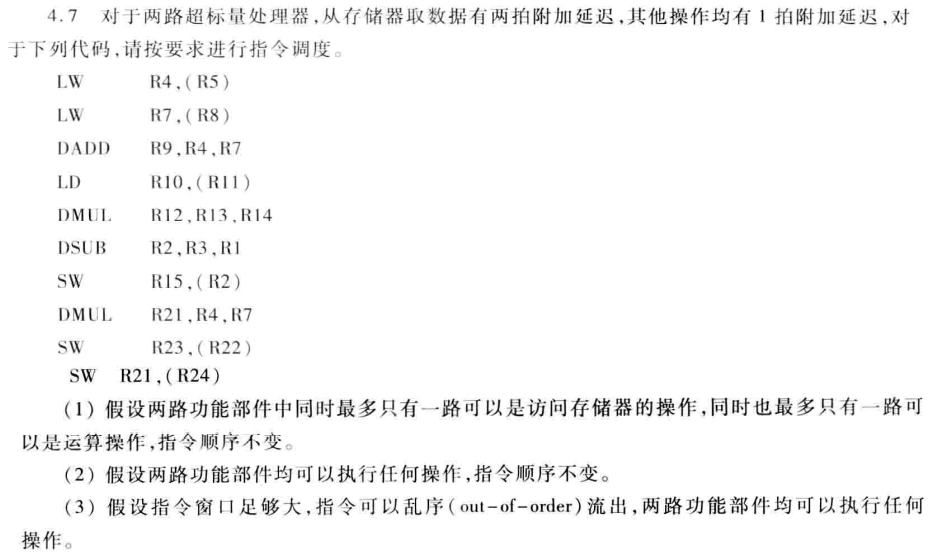 4.7 对于两路超标量处理器,从存储器取数据有两拍附加延迟,其他操作均有 1 拍附加延迟,对
于下列代码,请按要求进行指令调度。
LW R4,(R5)
LW R7,(R8)
DADD R9,R4,R7
LD R10,(R11)
DMUL R12,R13,R14
DSUB R2,R3,R1
SW R15,(R2)
DMUL R21,R4,R7
SW R23,(R22)
SW R21,(R24)
(1) 假设两路功能部件中同时最多只有一路可以是访问存储器的操作,同时也最多只有一路可
以是运算操作,指令顺序不变。
(2) 假设两路功能部件均可以执行任何操作,指令顺序不变。
(3) 假设指令窗口足够大,指令可以乱序(out-of-order)流出,两路功能部件均可以执行任何
操作。